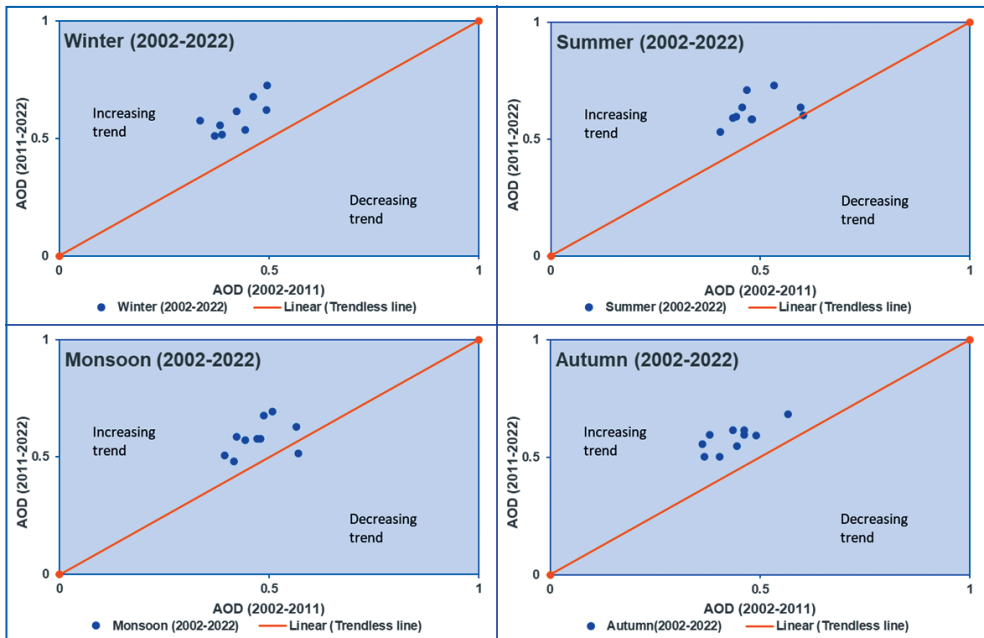 1
Winter (2002-2022)
Increasing
trend
AOD (2011-2022)
0.5
Decreasing
trend
0
0
0.5
1
AOD (2002-2011)
Winter (2002-2022)
Linear (Trendless line)
1
Summer (2002-2022)
Increasing
trend
AOD (2011-2022)
0.5
Decreasing
trend
0
0
0.5
1
AOD (2002-2011)
Summer (2002-2022)
Linear (Trendless line)
1
Monsoon (2002-2022)
Increasing
trend
AOD (2011-2022)
0.5
Decreasing
trend
0
0
0.5
1
AOD (2002-2011)
Monsoon (2002-2022)
Linear (Trendless line)
1
Autumn (2002-2022)
Increasing
trend
AOD (2011-2022)
0.5
Decreasing
trend
0
0
0.5
1
AOD (2002-2011)
Autumn(2002-2022)
Linear (Trendless line)